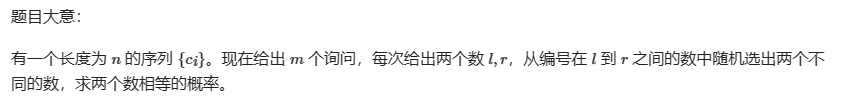 题目大意：
有一个长度为 n 的序列 {cᵢ}。现在给出 m 个询问，每次给出两个数 l, r，从编号在 l 到 r 之间的数中随机选出两个不
同的数，求两个数相等的概率。